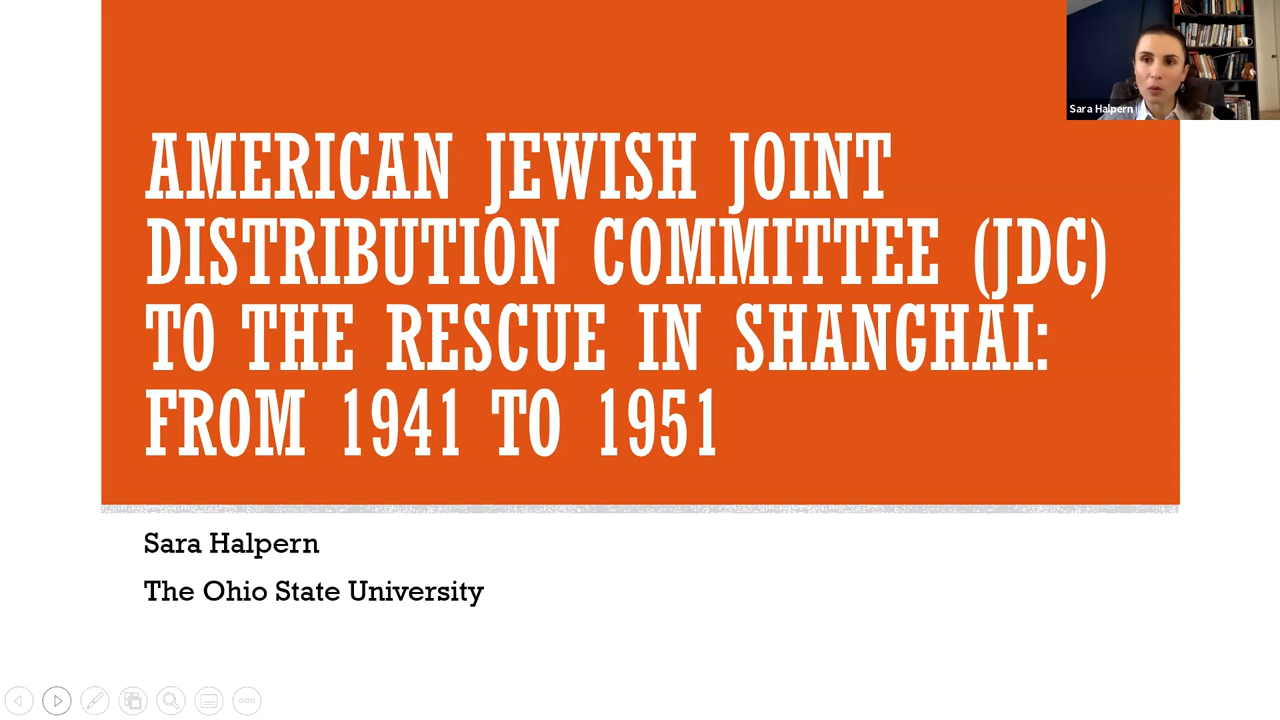 AMERICAN JEWISH JOINT
DISTRIBUTION COMMITTEE (JDC)
TO THE RESCUE IN SHANGHAI:
FROM 1941 TO 1951
Sara Halpern
The Ohio State University
Sara Halpern